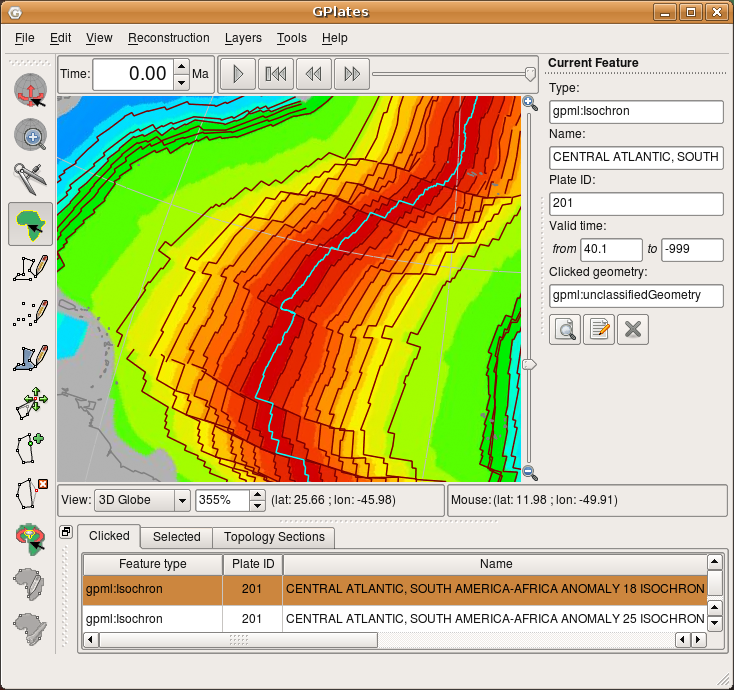 GPlates
File Edit View Reconstruction Layers Tools Help
Time: 0.00 Ma
Current Feature
Type:
gpml:Isochron
Name:
CENTRAL ATLANTIC, SOUTH
Plate ID:
201
Valid time:
from 40.1 to -999
Clicked geometry:
gpml:unclassifiedGeometry
View: 3D Globe 355% (lat: 25.66 ; lon: -45.98) Mouse: (lat: 11.98 ; lon: -49.91)
Clicked Selected Topology Sections
Feature type Plate ID Name
gpml:Isochron 201 CENTRAL ATLANTIC, SOUTH AMERICA-AFRICA ANOMALY 18 ISOCHRON
gpml:Isochron 201 CENTRAL ATLANTIC, SOUTH AMERICA-AFRICA ANOMALY 25 ISOCHRON